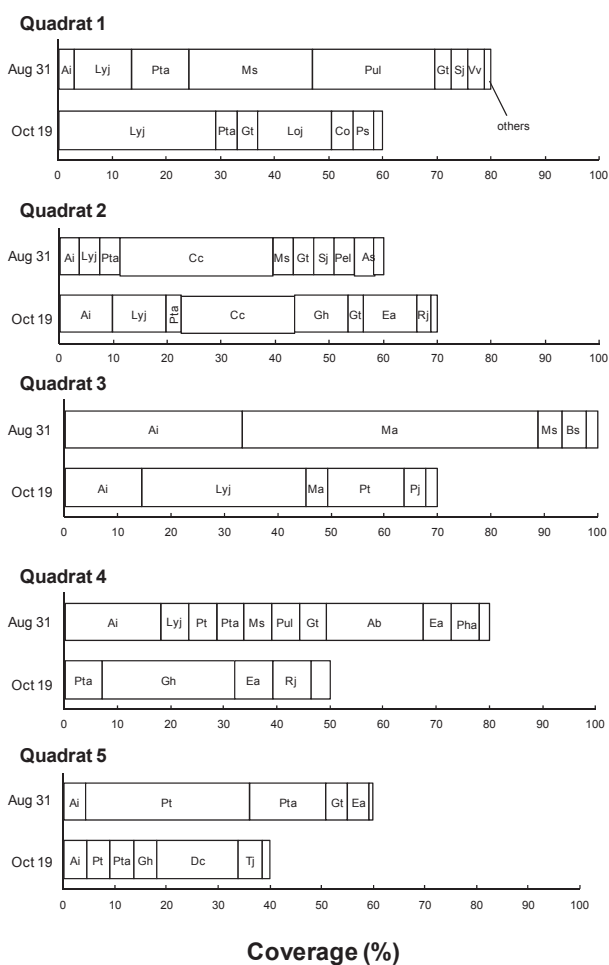 Quadrat 1
Aug 31 Ai Lyj Pta Ms Pul Gt Sj Vv
others
Oct 19 Lyj Pta Gt Loj Co Ps
0 10 20 30 40 50 60 70 80 90 100
Quadrat 2
Aug 31 Ai Lyj Pta Cc Ms Gt Sj Pel As
Oct 19 Ai Lyj Pta Cc Gh Gt Ea Rj
0 10 20 30 40 50 60 70 80 90 100
Quadrat 3
Aug 31 Ai Ma Ms Bs
Oct 19 Ai Lyj Ma Pt Pj
0 10 20 30 40 50 60 70 80 90 100
Quadrat 4
Aug 31 Ai Lyj Pt Pta Ms Pul Gt Ab Ea Pha
Oct 19 Pta Gh Ea Rj
0 10 20 30 40 50 60 70 80 90 100
Quadrat 5
Aug 31 Ai Pt Pta Gt Ea
Oct 19 Ai Pt Pta Gh Dc Tj
0 10 20 30 40 50 60 70 80 90 100
Coverage (%)